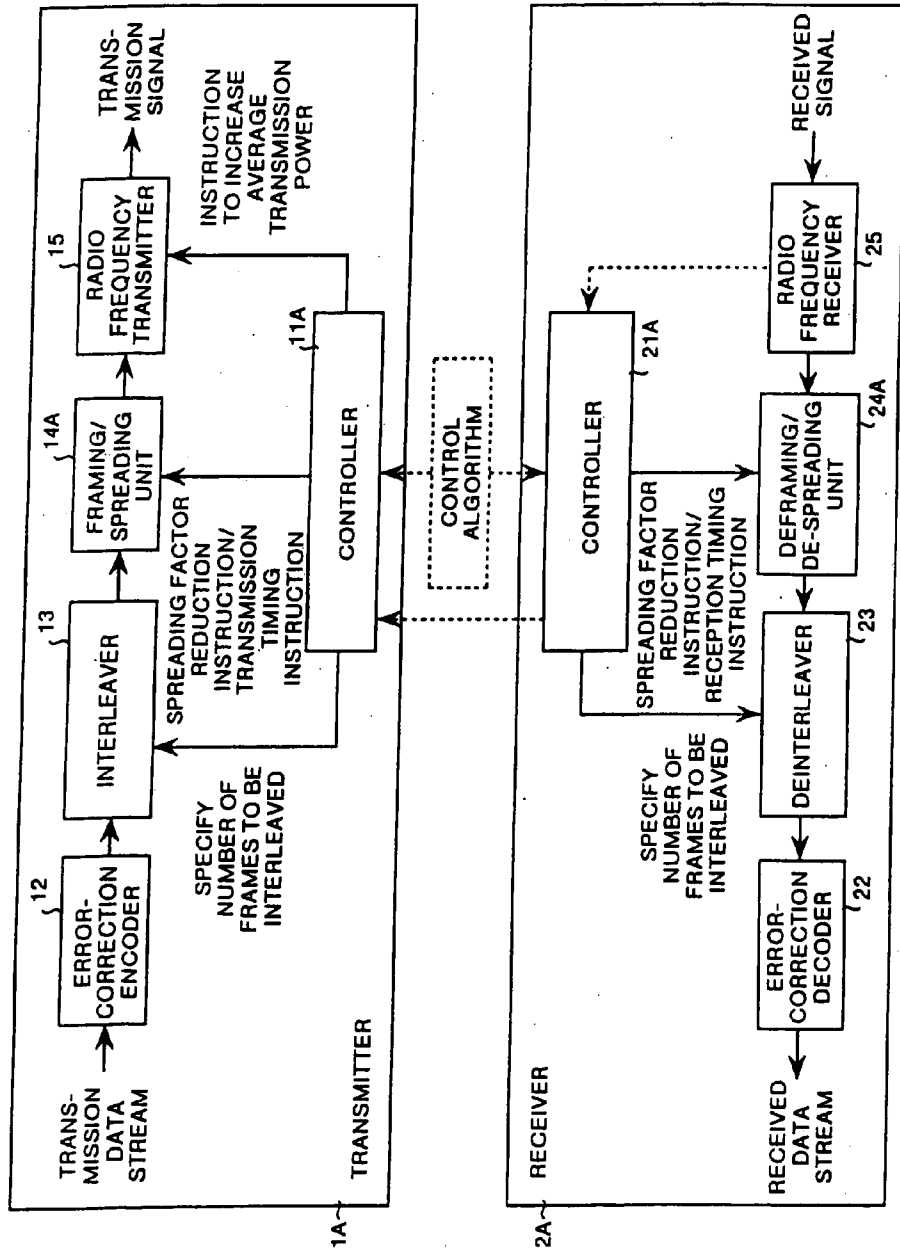 TRANS-
MISSION
DATA
STREAM
12
ERROR-
CORRECTION
ENCODER
13
INTERLEAVER
14A
FRAMING/
SPREADING
UNIT
15
RADIO
FREQUENCY
TRANSMITTER
TRANS-
MISSION
SIGNAL
SPECIFY
NUMBER OF
FRAMES TO BE
INTERLEAVED
SPREADING FACTOR
REDUCTION
INSTRUCTION/
TRANSMISSION
TIMING
INSTRUCTION
INSTRUCTION
TO INCREASE
AVERAGE
TRANSMISSION
POWER
11A
CONTROLLER
1A
TRANSMITTER
CONTROL
ALGORITHM
2A
RECEIVER
21A
CONTROLLER
SPECIFY
NUMBER OF
FRAMES TO BE
INTERLEAVED
SPREADING FACTOR
REDUCTION
INSTRUCTION/
RECEPTION TIMING
INSTRUCTION
RECEIVED
DATA
STREAM
ERROR-
CORRECTION
DECODER
22
DEINTERLEAVER
23
DEFRAMING/
DE-SPREADING
UNIT
24A
RADIO
FREQUENCY
RECEIVER
25
RECEIVED
SIGNAL